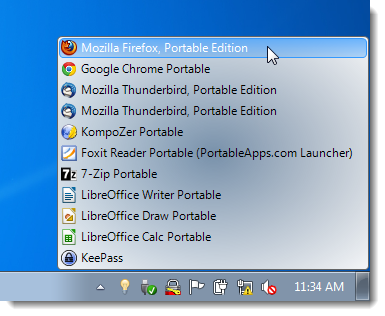 Mozilla Firefox, Portable Edition
Google Chrome Portable
Mozilla Thunderbird, Portable Edition
Mozilla Thunderbird, Portable Edition
KompoZer Portable
Foxit Reader Portable (PortableApps.com Launcher)
7z 7-Zip Portable
LibreOffice Writer Portable
LibreOffice Draw Portable
LibreOffice Calc Portable
KeePass
11:34 AM